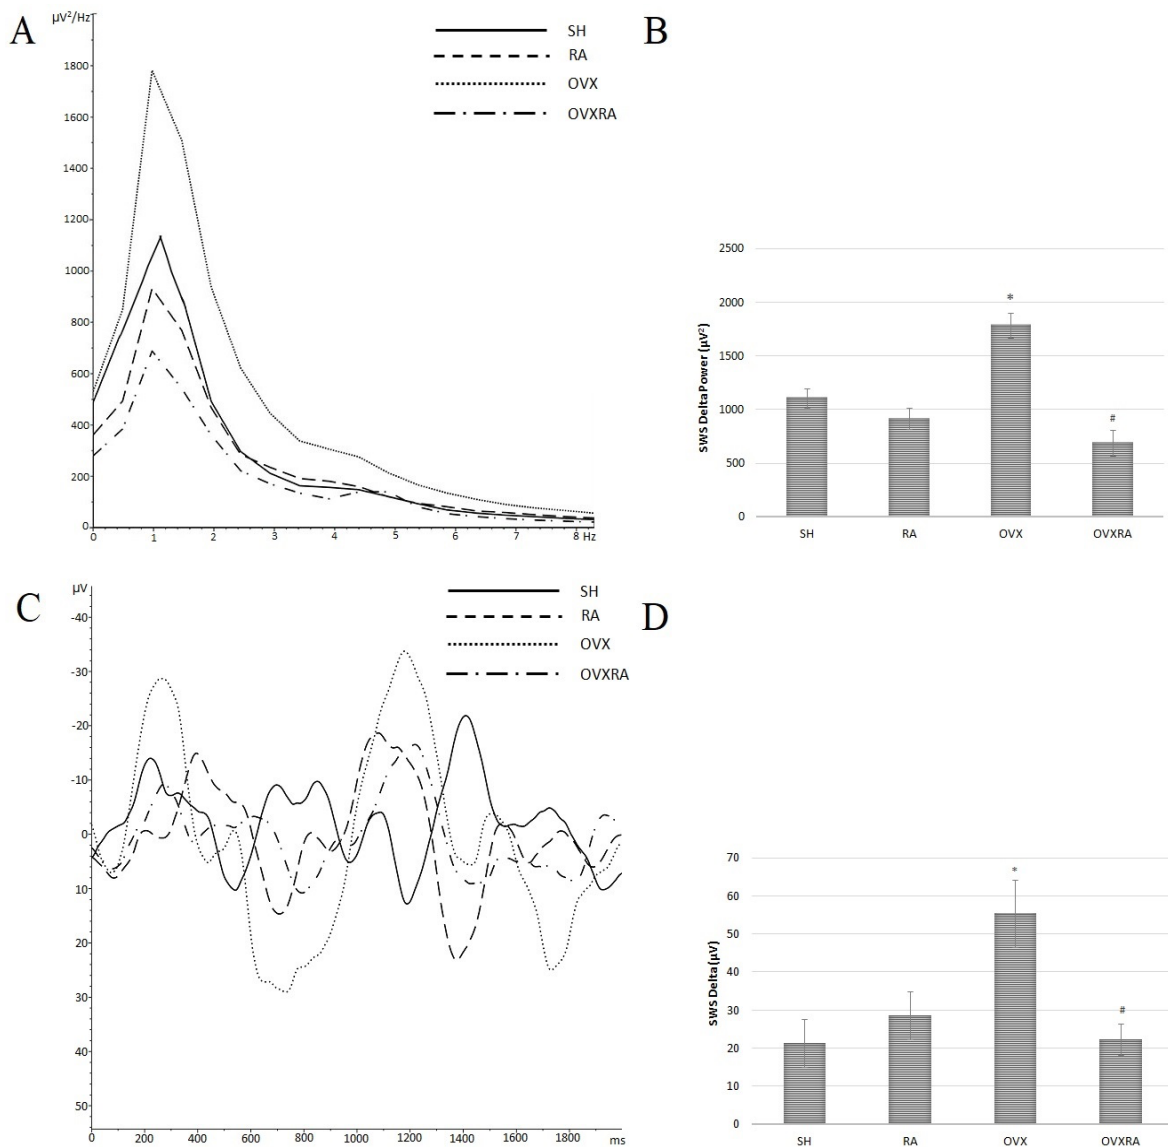 A
µV²/Hz
1800
1600
1400
1200
1000
800
600
400
200
0
0 1 2 3 4 5 6 7 8 Hz
SH
RA
OVX
OVXRA
B
SWS Delta Power (µV²)
2500
2000
1500
1000
500
0
*
#
SH RA OVX OVXRA
C
µV
-40
-30
-20
-10
0
10
20
30
40
50
0 200 400 600 800 1000 1200 1400 1600 1800 ms
SH
RA
OVX
OVXRA
D
SWS Delta (µV)
70
60
50
40
30
20
10
0
*
#
SH RA OVX OVXRA